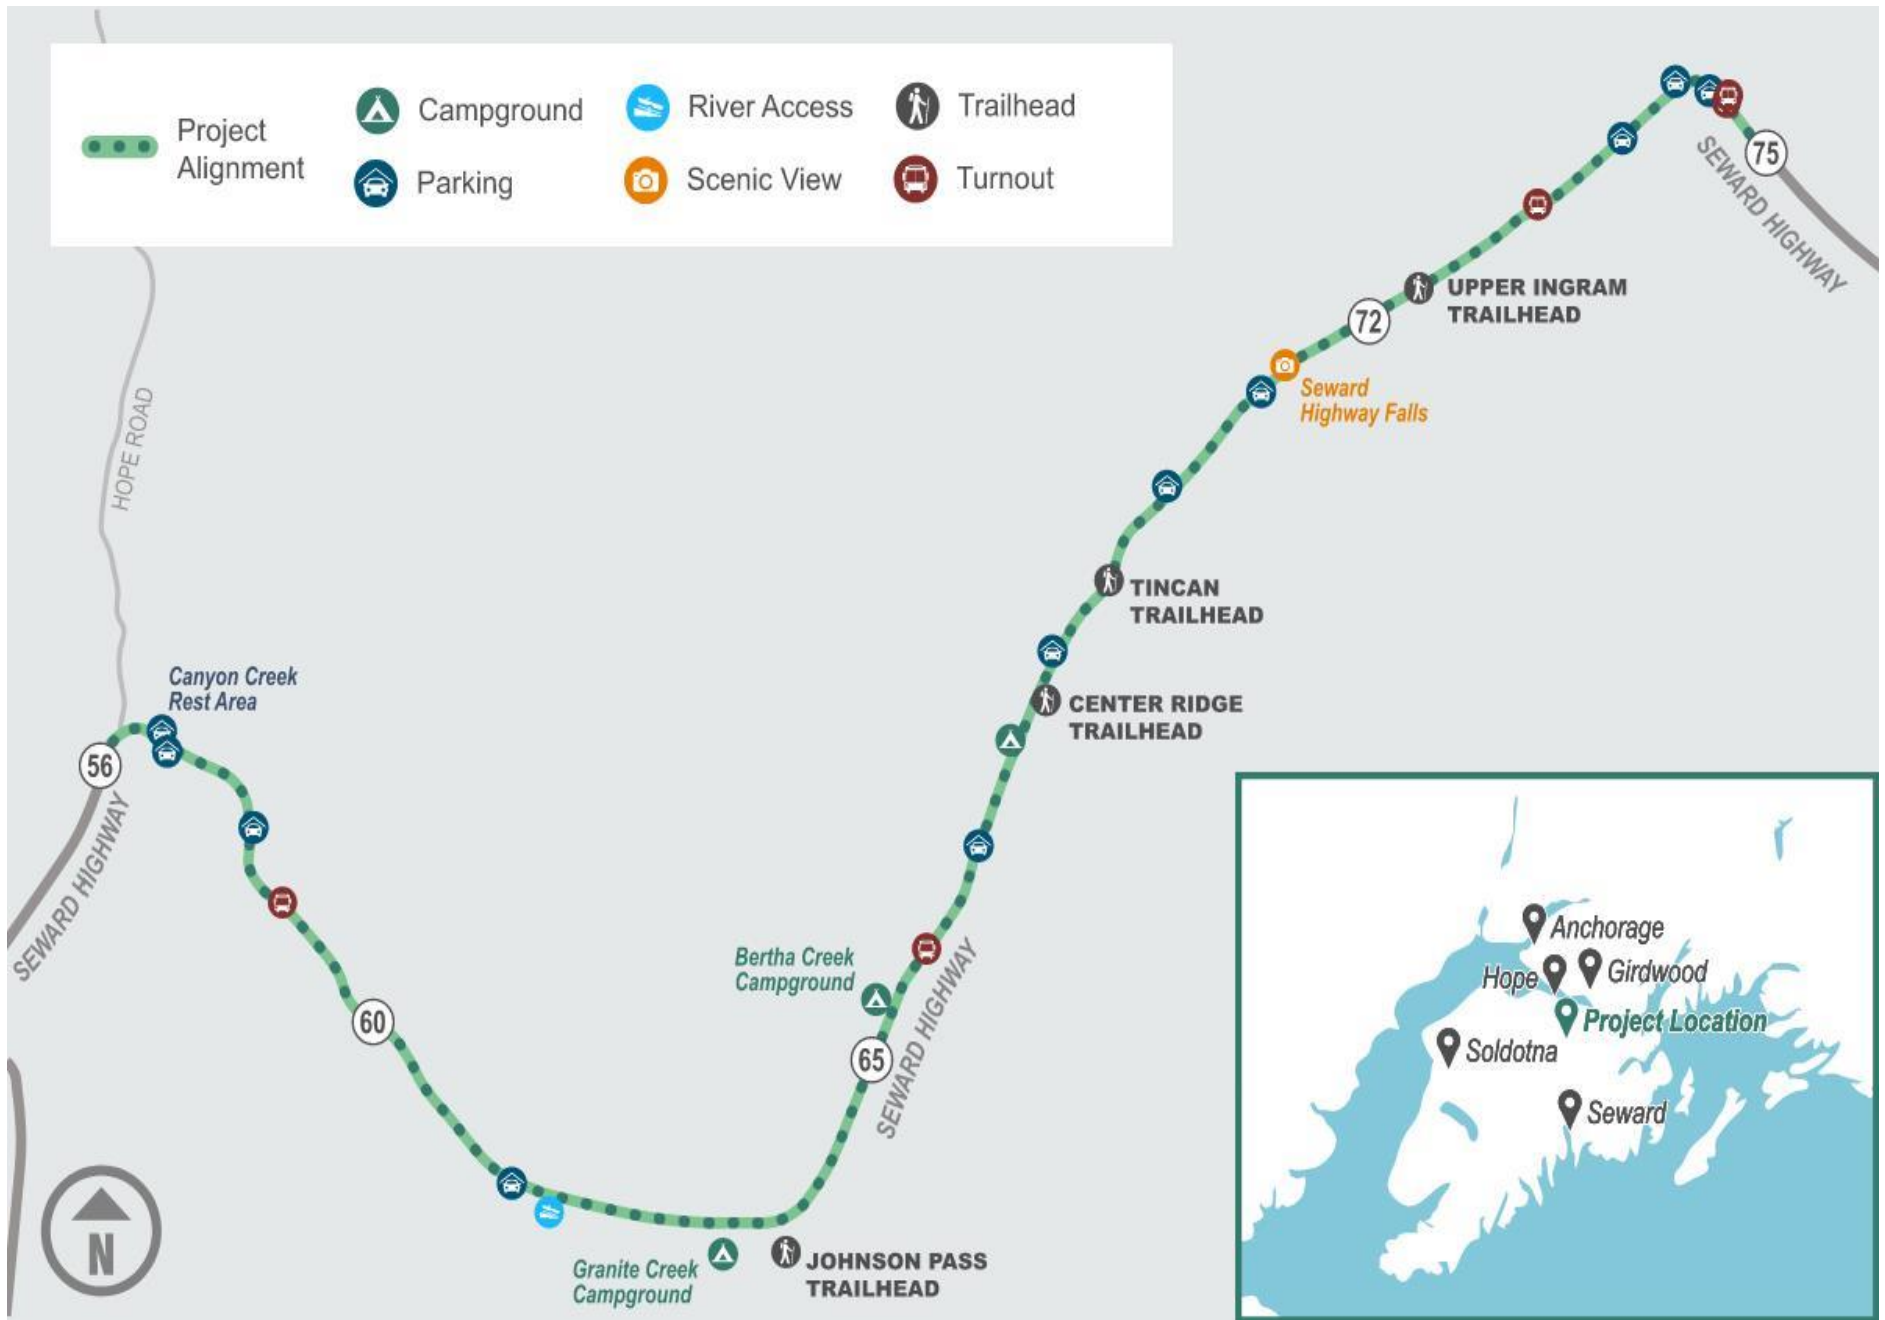 Project
Alignment
Campground
River Access
Trailhead
Parking
Scenic View
Turnout
75
SEWARD HIGHWAY
UPPER INGRAM
TRAILHEAD
72
Seward
Highway Falls
HOPE ROAD
TINCAN
TRAILHEAD
Canyon Creek
Rest Area
CENTER RIDGE
TRAILHEAD
56
SEWARD HIGHWAY
Bertha Creek
Campground
60
65
SEWARD HIGHWAY
Granite Creek
Campground
JOHNSON PASS
TRAILHEAD
N
Anchorage
Hope
Girdwood
Project Location
Soldotna
Seward